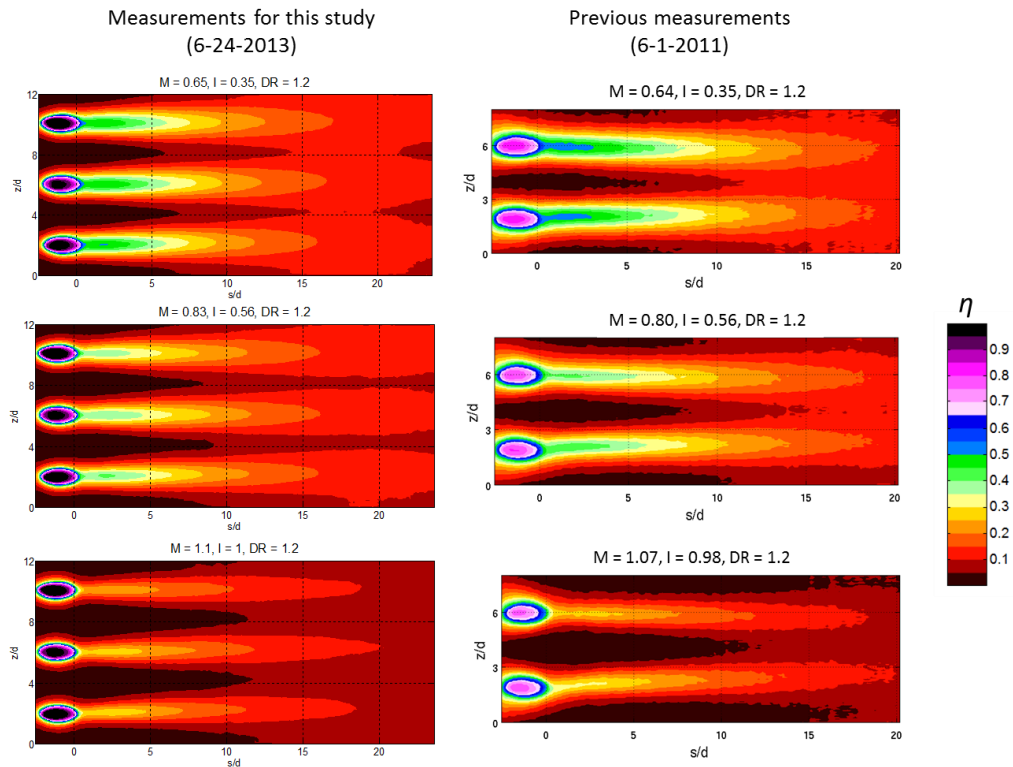 Measurements for this study
(6-24-2013)
Previous measurements
(6-1-2011)
M = 0.65, I = 0.35, DR = 1.2
12
8
4
0
z/d
0 5 10 15 20
s/d
M = 0.64, I = 0.35, DR = 1.2
6
3
0
z/d
0 5 10 15 20
s/d
M = 0.83, I = 0.56, DR = 1.2
12
8
4
0
z/d
0 5 10 15 20
s/d
M = 0.80, I = 0.56, DR = 1.2
6
3
0
z/d
0 5 10 15 20
s/d
η
0.9
0.8
0.7
0.6
0.5
0.4
0.3
0.2
0.1
M = 1.1, I = 1, DR = 1.2
12
8
4
0
z/d
0 5 10 15 20
s/d
M = 1.07, I = 0.98, DR = 1.2
6
3
0
z/d
0 5 10 15 20
s/d